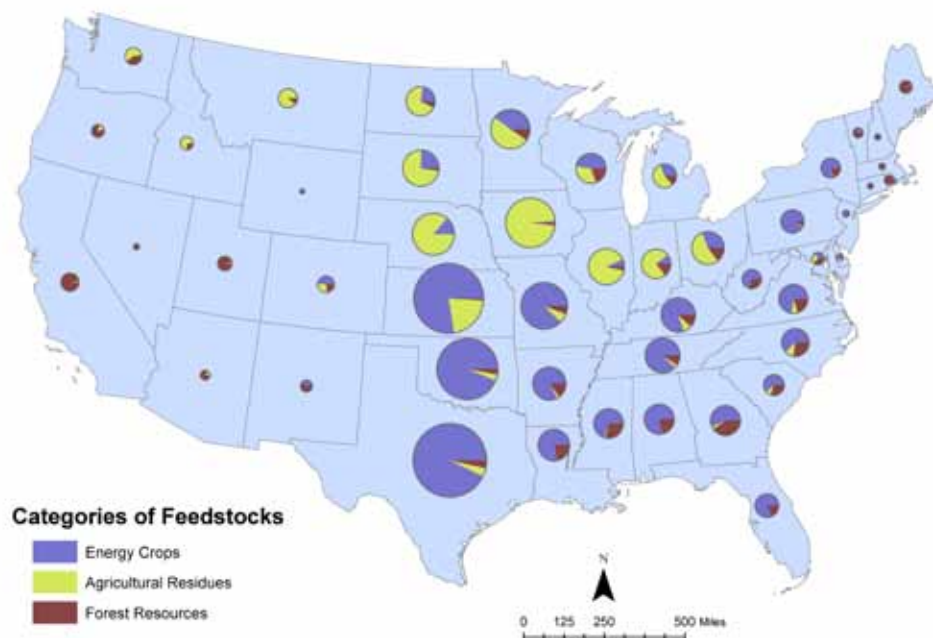 Categories of Feedstocks
Energy Crops
Agricultural Residues
Forest Resources
N
0 125 250 500 Miles